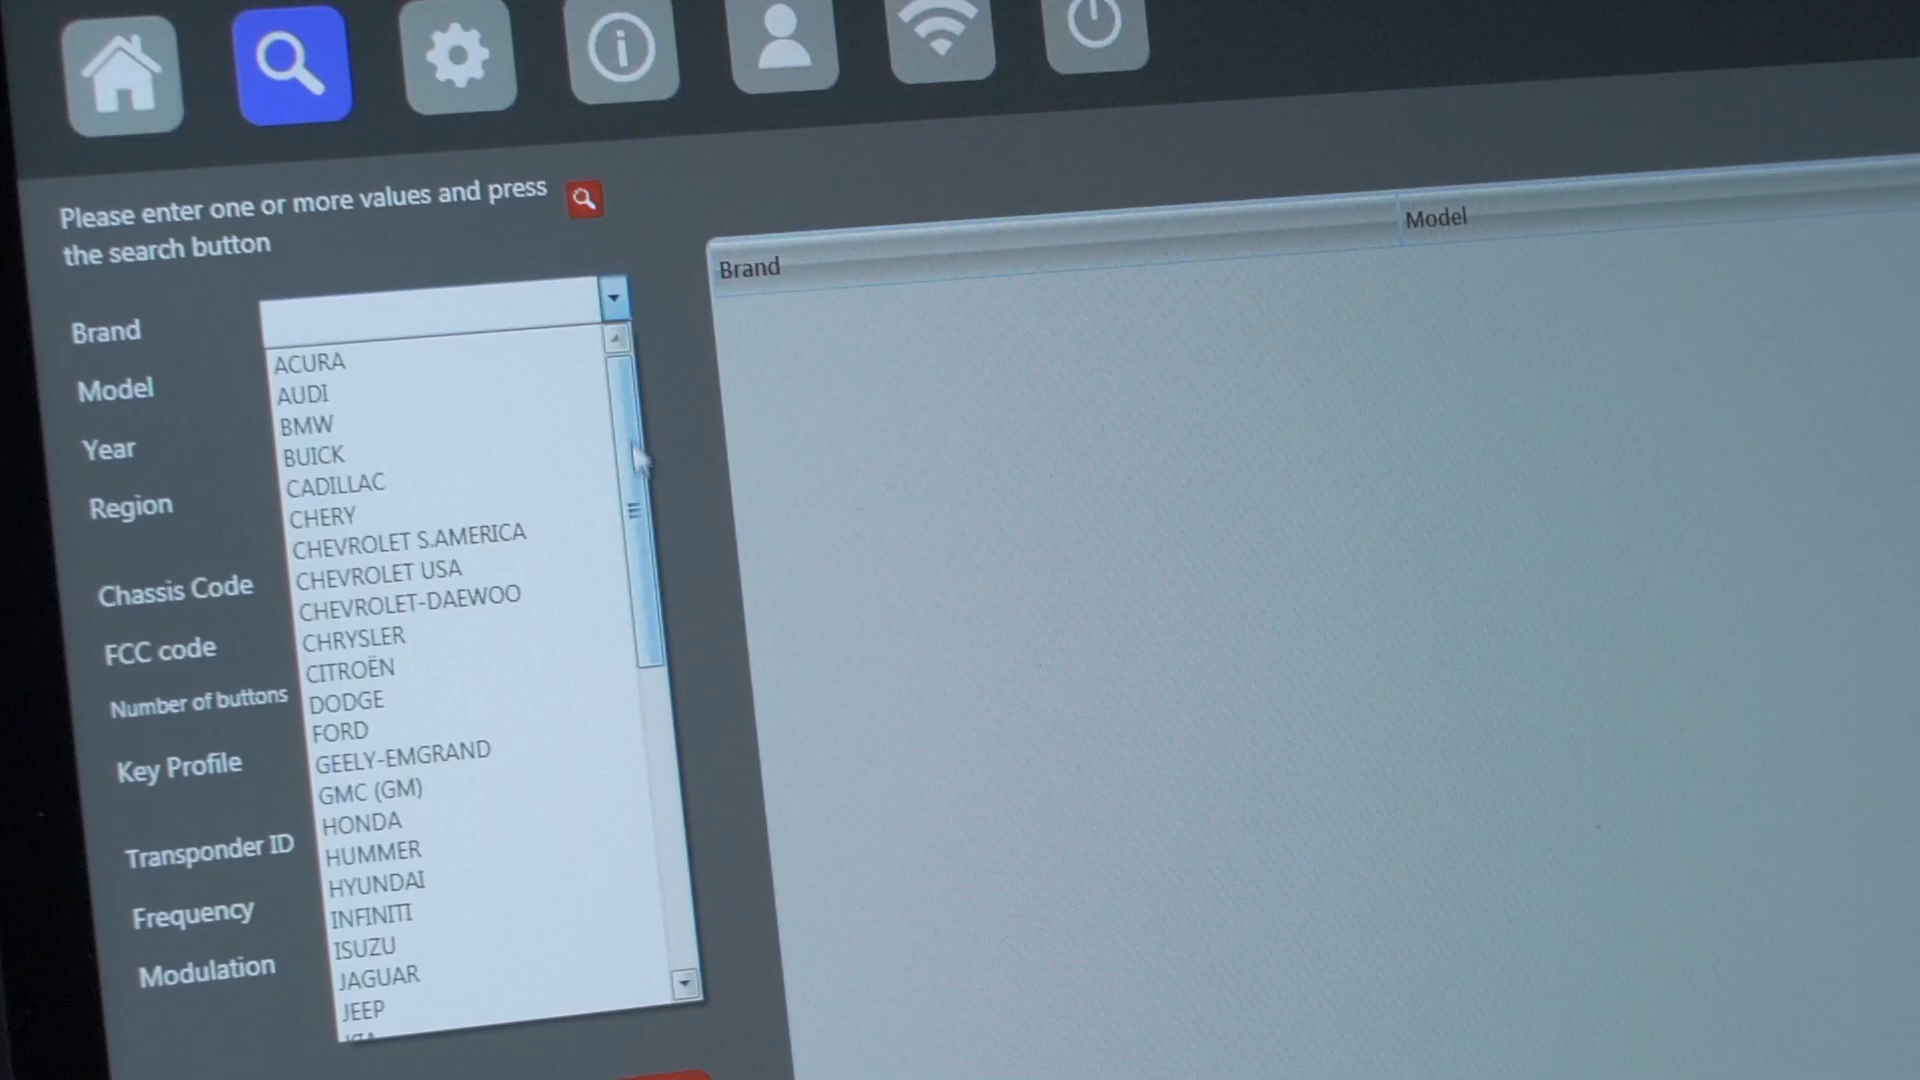 Please enter one or more values and press
the search button
Brand
Model
Year
Region
Chassis Code
FCC code
Number of buttons
Key Profile
Transponder ID
Frequency
Modulation
ACURA
AUDI
BMW
BUICK
CADILLAC
CHERY
CHEVROLET S.AMERICA
CHEVROLET USA
CHEVROLET-DAEWOO
CHRYSLER
CITROËN
DODGE
FORD
GEELY-EMGRAND
GMC (GM)
HONDA
HUMMER
HYUNDAI
INFINITI
ISUZU
JAGUAR
JEEP
Brand
Model